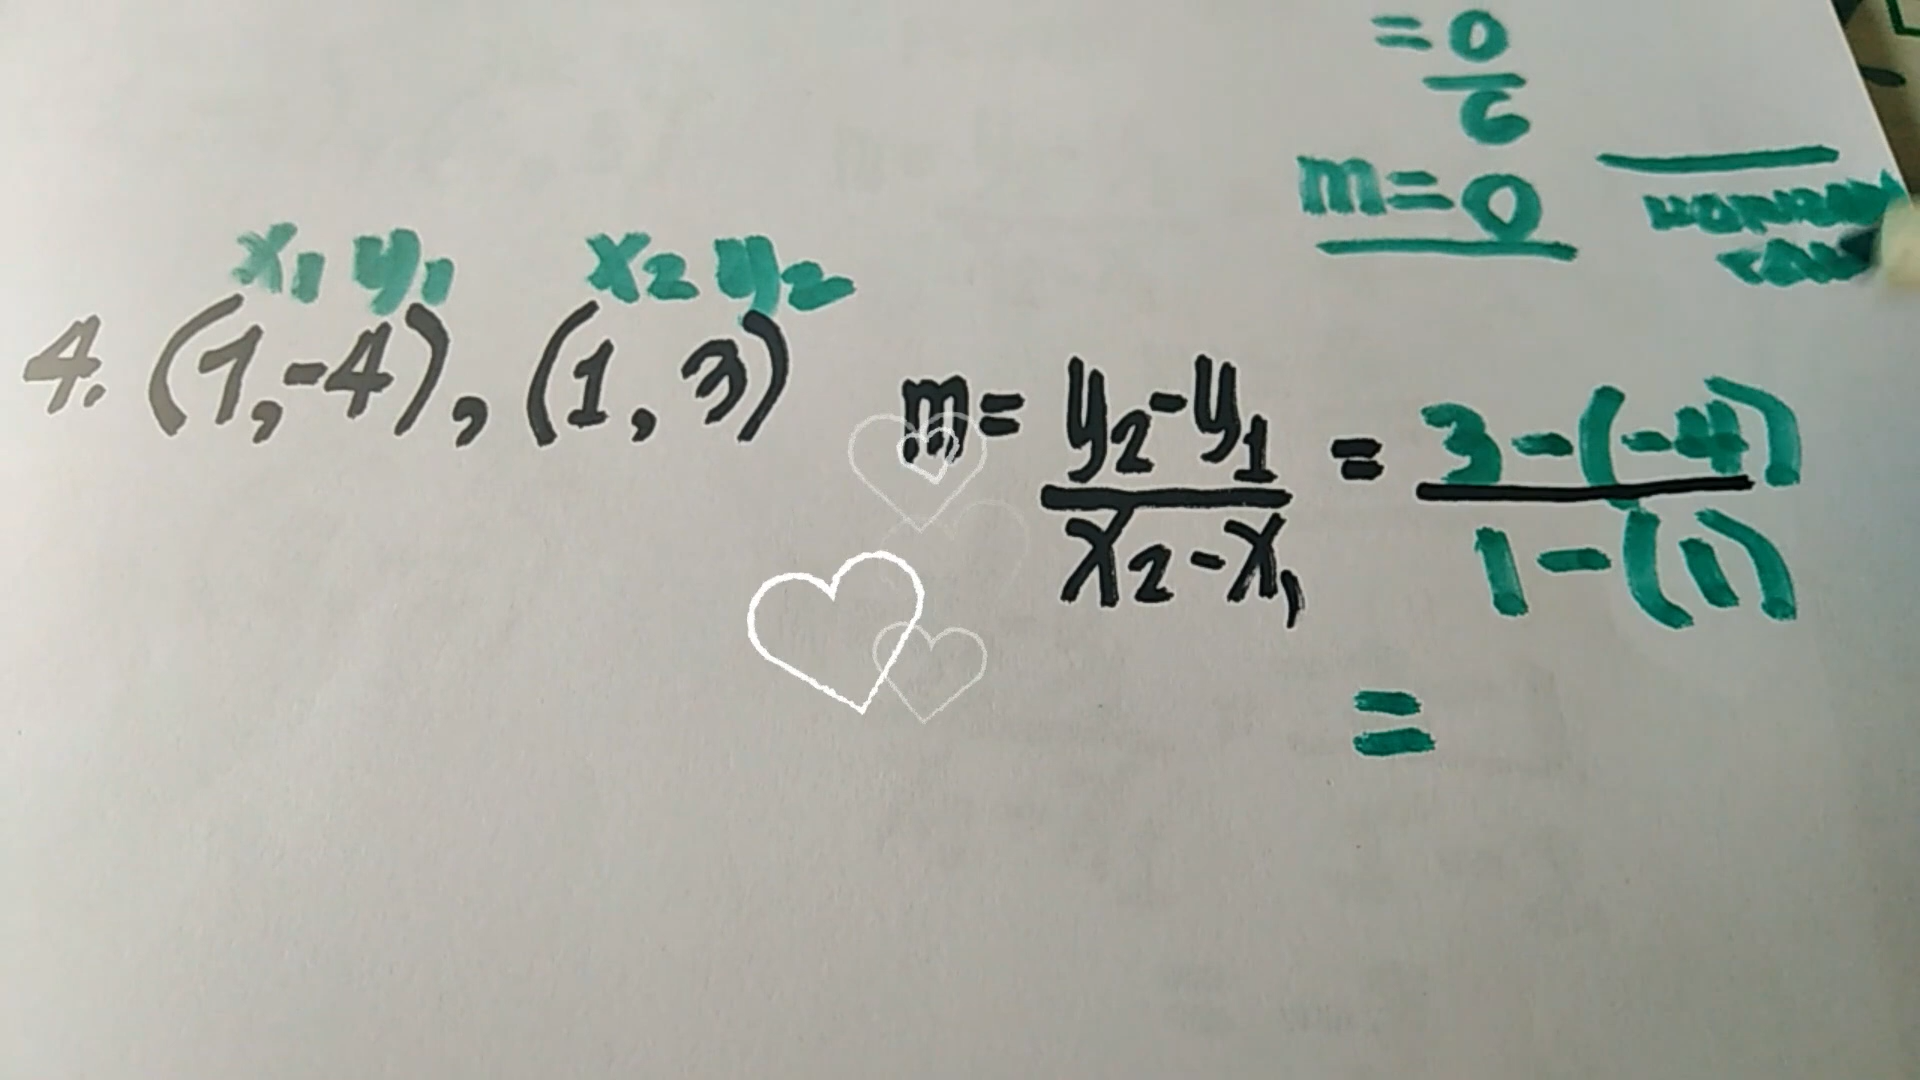 = 0
6
m = 0
x1 y1 x2 y2
4. (1, -4), (1, 3)
m = y2 - y1 = 3 - (-4)
x2 - x1 1 - (1)
=